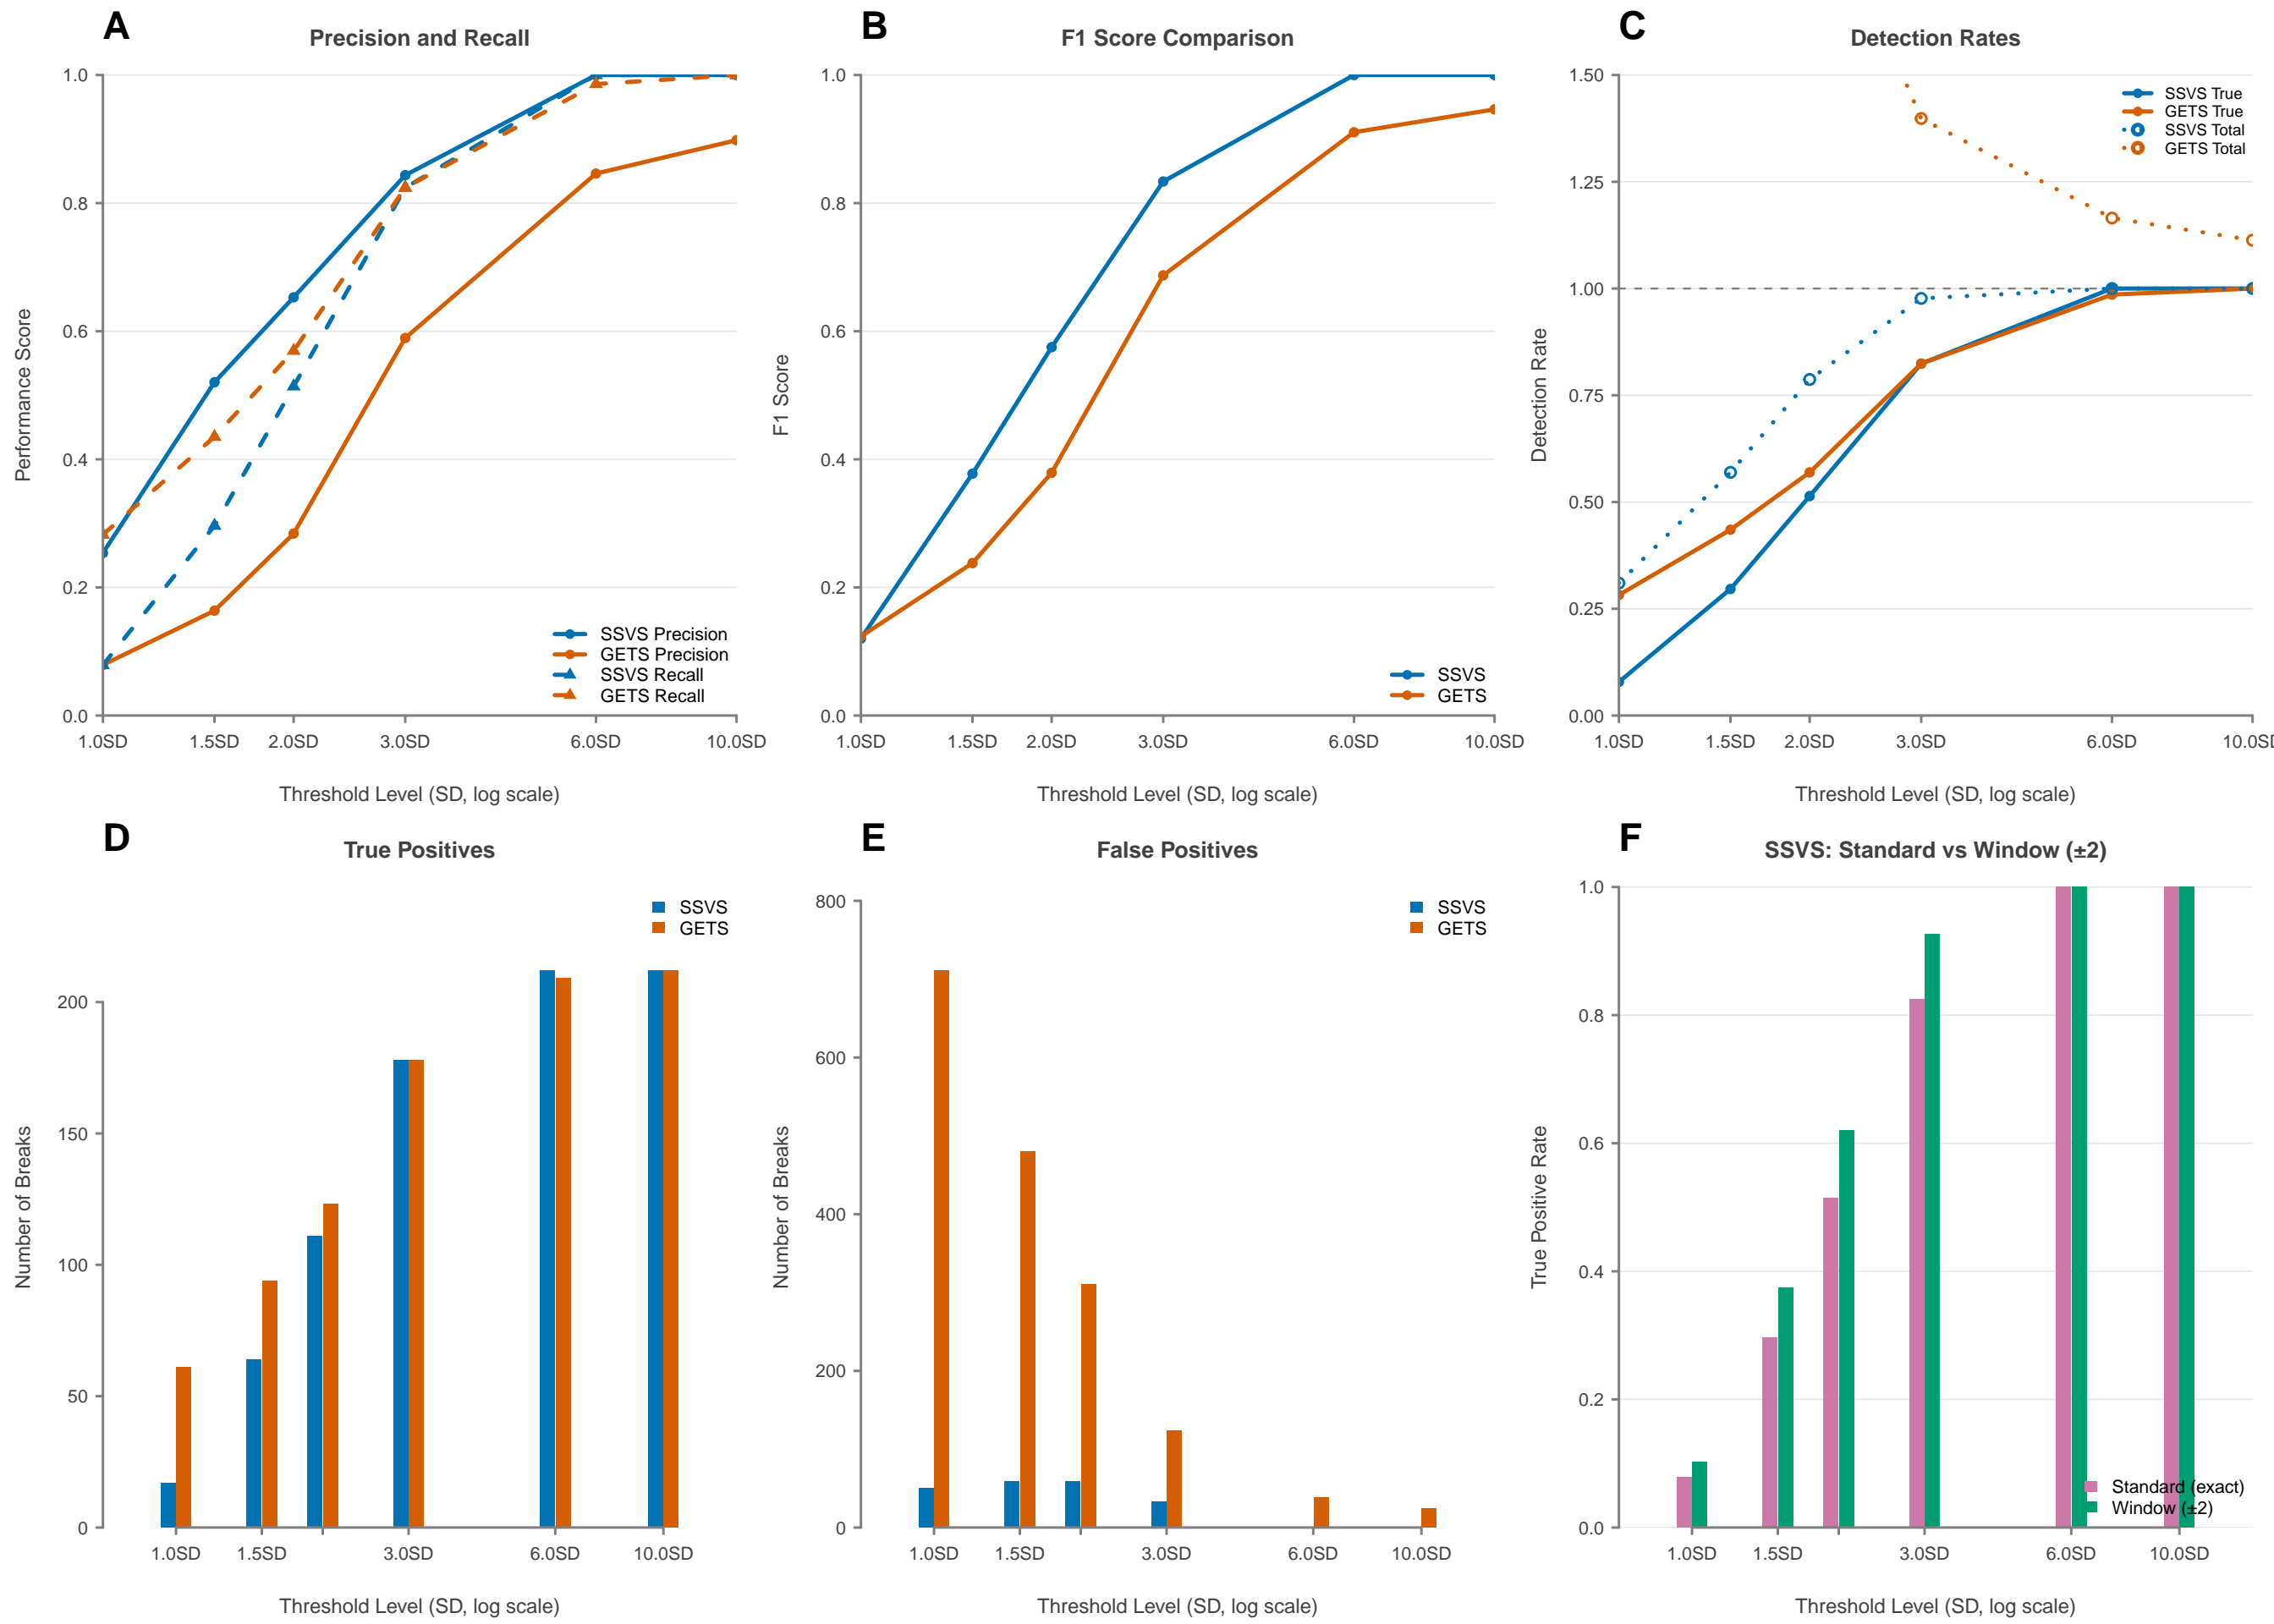 A
Precision and Recall
1.0
0.8
0.6
0.4
0.2
0.0
Performance Score
SSVS Precision
GETS Precision
SSVS Recall
GETS Recall
1.0SD 1.5SD 2.0SD 3.0SD 6.0SD 10.0SD
Threshold Level (SD, log scale)
B
F1 Score Comparison
1.0
0.8
0.6
0.4
0.2
0.0
F1 Score
SSVS
GETS
1.0SD 1.5SD 2.0SD 3.0SD 6.0SD 10.0SD
Threshold Level (SD, log scale)
C
Detection Rates
1.50
1.25
1.00
0.75
0.50
0.25
0.00
Detection Rate
SSVS True
GETS True
SSVS Total
GETS Total
1.0SD 1.5SD 2.0SD 3.0SD 6.0SD 10.0SD
Threshold Level (SD, log scale)
D
True Positives
SSVS
GETS
200
150
100
50
0
Number of Breaks
1.0SD 1.5SD 3.0SD 6.0SD 10.0SD
Threshold Level (SD, log scale)
E
False Positives
SSVS
GETS
800
600
400
200
0
Number of Breaks
1.0SD 1.5SD 3.0SD 6.0SD 10.0SD
Threshold Level (SD, log scale)
F
SSVS: Standard vs Window (±2)
1.0
0.8
0.6
0.4
0.2
0.0
True Positive Rate
Standard (exact)
Window (±2)
1.0SD 1.5SD 3.0SD 6.0SD 10.0SD
Threshold Level (SD, log scale)